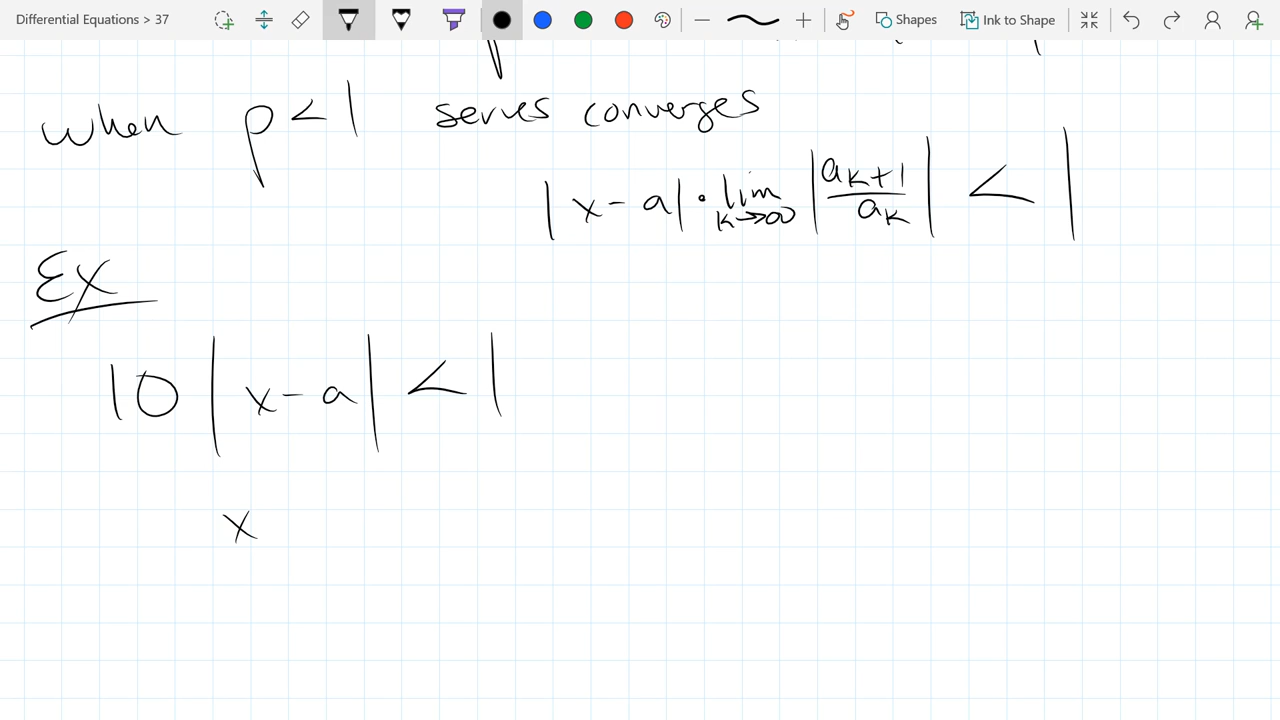 Differential Equations > 37
Shapes
Ink to Shape
when p < 1 series converges
|x - a| · lim k→∞ |aK+1 / aK| < 1
Ex
10 |x - a| < 1
x